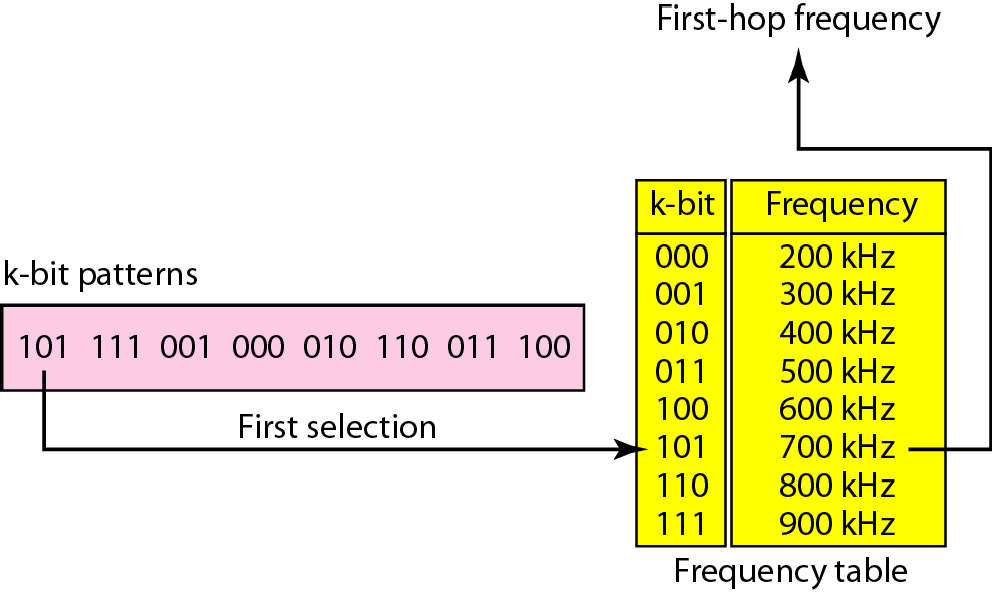 First-hop frequency
k-bit patterns
101 111 001 000 010 110 011 100
First selection
k-bit Frequency
000 200 kHz
001 300 kHz
010 400 kHz
011 500 kHz
100 600 kHz
101 700 kHz
110 800 kHz
111 900 kHz
Frequency table